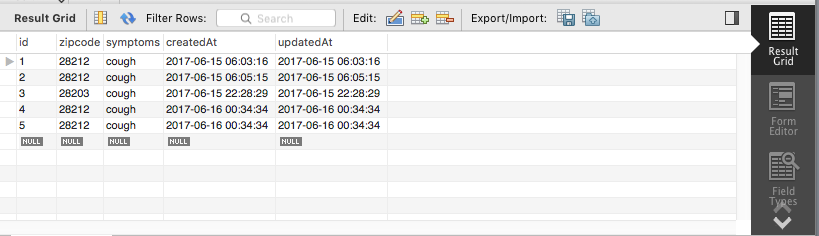 Result Grid Filter Rows: Search Edit: Export/Import:
id zipcode symptoms createdAt updatedAt
1 28212 cough 2017-06-15 06:03:16 2017-06-15 06:03:16
2 28212 cough 2017-06-15 06:05:15 2017-06-15 06:05:15
3 28203 cough 2017-06-15 22:28:29 2017-06-15 22:28:29
4 28212 cough 2017-06-16 00:34:34 2017-06-16 00:34:34
5 28212 cough 2017-06-16 00:34:34 2017-06-16 00:34:34
NULL NULL NULL NULL NULL
Result
Grid
Form
Editor
Field
Types